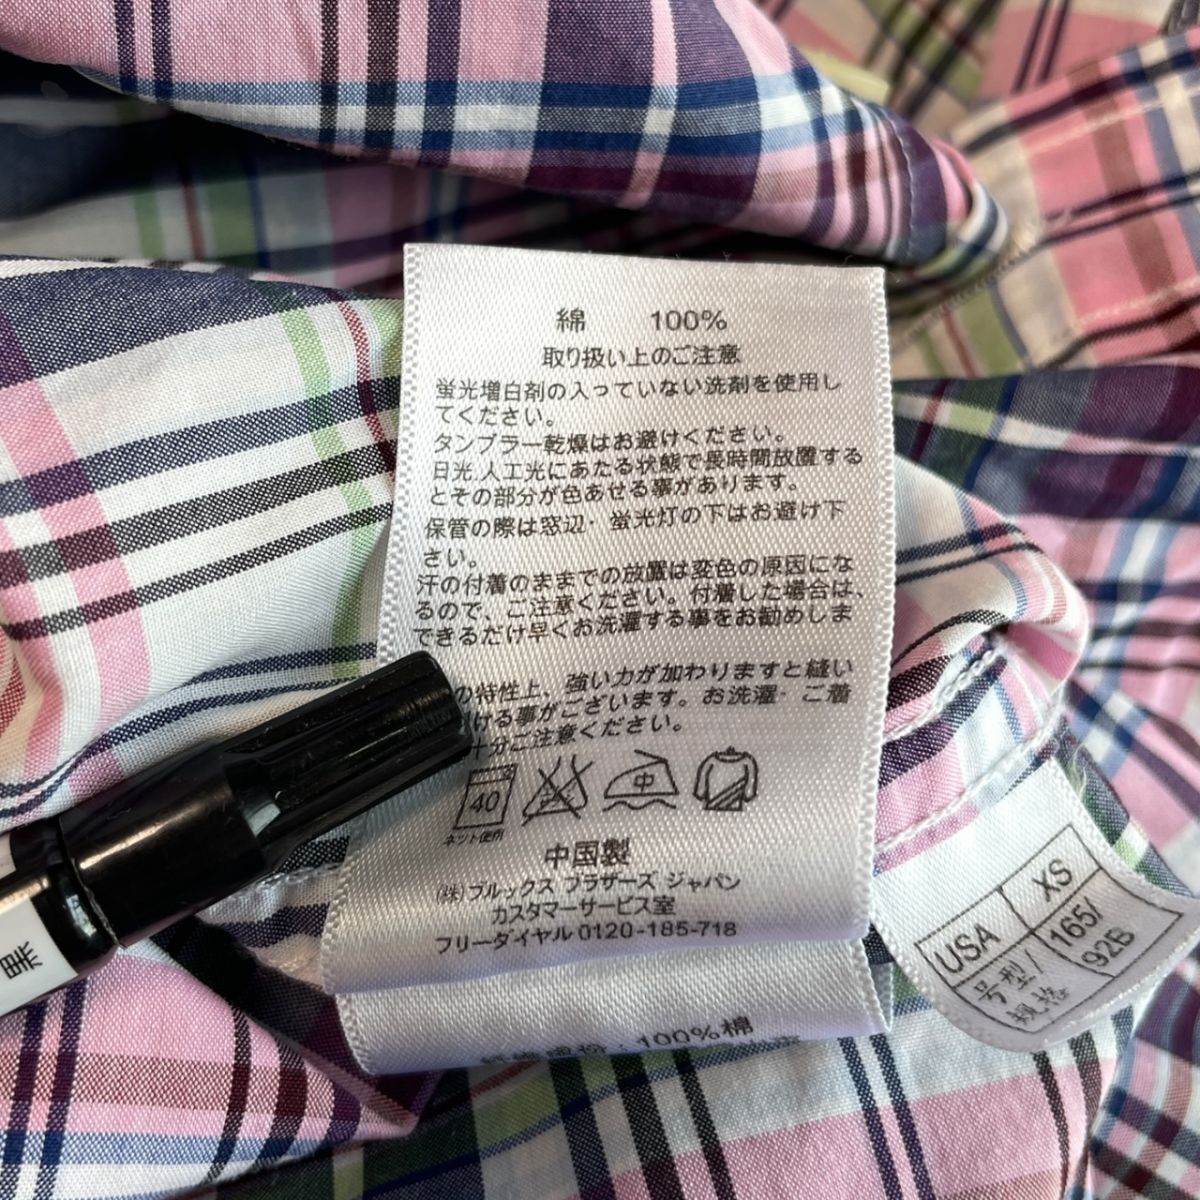 綿 100%
取り扱い上のご注意
蛍光増白剤の入っていない洗剤を使用し
てください。
タンブラー乾燥はお避けください。
日光.人工光にあたる状態で長時間放置する
とその部分が色あせる事があります。
保管の際は窓辺・蛍光灯の下はお避け下
さい。
汗の付着のままでの放置は変色の原因にな
るので、ご注意ください。付着した場合は、
できるだけ早くお洗濯する事をお勧めしま
の特性上、強い力が加わりますと縫い
ける事がございます。お洗濯・ご着
十分ご注意ください。
40 中
ネット使用
中国製
(株)ブルックス ブラザーズ ジャパン
カスタマーサービス室
フリーダイヤル 0120-185-718
100%棉
USA XS
号型/ 165/
规格 92B
黒